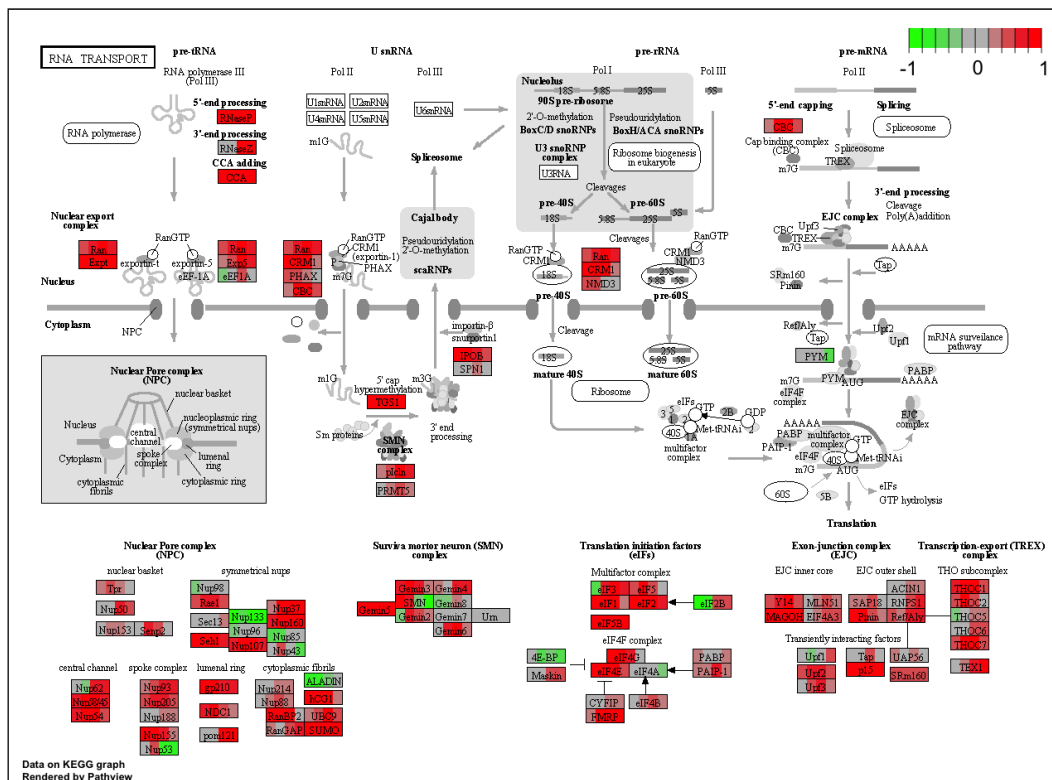 RNA TRANSPORT
pre-tRNA
RNA polymerase III
(Pol III)
5'-end processing
RNaseP
3'-end processing
RNaseZ
CCA adding
CCA
RNA polymerase
Nuclear export
complex
Ran
Expt
RanGTP
exportin-t
exportin-5
eEF-1A
Ran
Exp5
eEF1A
Nucleus
Cytoplasm
NPC
U snRNA
Pol II
Pol III
U1snRNA
U2snRNA
U4snRNA
U5snRNA
U6snRNA
m1G
Spliceosome
Cajal body
Pseudouridylation
2'-O-methylation
scaRNPs
Ran
CRM1
PHAX
CBC
RanGTP
CRM1
(exportin-1)
P
PHAX
m7G
importin-β
snurportin1
IPOB
SPN1
m1G
5' cap
hypermethylation
TGS1
m3G
3' end
processing
Sm proteins
SMN
complex
pICln
PRMT5
pre-rRNA
Pol I
Pol III
Nucleolus
18S
5.8S
25S
5S
90S pre-ribosome
2'-O-methylation
BoxC/D snoRNPs
Pseudouridylation
BoxH/ACA snoRNPs
U3 snoRNP
complex
U3RNA
Ribosome biogenesis
in eukaryote
Cleavages
pre-40S
pre-60S
18S
5.8S
25S
5S
Cleavages
RanGTP
CRM1
18S
Ran
CRM1
NMD3
RanGTP
CRM1
NMD3
25S
5.8S 5S
pre-40S
pre-60S
Cleavage
18S
25S
5.8S 5S
mature 40S
mature 60S
Ribosome
eIFs
3 5
1 2
1A
40S
GTP
Met-tRNAi
2B
GDP
2
multifactor
complex
pre-mRNA
Pol II
-1
0
1
5'-end capping
Splicing
CBC
Cap binding complex
(CBC)
m7G
Spliceosome
Spliceosome
TREX
3'-end processing
Cleavage
Poly(A)addition
EJC complex
CBC
Upf3
TREX
m7G
AAAAA
Tap
SRm160
Pinin
Ref/Aly
Tap
Upf2
Upf1
mRNA surveilance
pathway
PYM
PYM
AUG
m7G
eIF4F
complex
PABP
AAAAA
EJC
complex
AAAAA
PABP
PAIP-1
multifactor
complex
GTP
eIF4F
40S
Met-tRNAi
m7G
AUG
60S
5B
eIFs
GTP hydrolysis
Translation
Nuclear Pore complex
(NPC)
nuclear basket
nucleoplasmic ring
(symmetrical nups)
Nucleus
central
channel
spoke
complex
lumenal
ring
Cytoplasm
cytoplasmic
fibrils
cytoplasmic ring
Nuclear Pore complex
(NPC)
nuclear basket
Tpr
Nup50
Nup153
Senp2
symmetrical nups
Nup98
Rae1
Sec13
Seh1
Nup133
Nup96
Nup107
Nup37
Nup160
Nup85
Nup43
central channel
Nup62
Nup58/45
Nup54
spoke complex
Nup93
Nup205
Nup188
Nup155
Nup53
lumenal ring
gp210
NDC1
pom121
cytoplasmic fibrils
Nup214
Nup88
RanBP2
RanGAP
ALADIN
hCG1
UBC9
SUMO
Surviva mortor neuron (SMN)
complex
Gemin5
Gemin3
SMN
Gemin2
Gemin4
Gemin8
Gemin7
Gemin6
Unr
Translation initiation factors
(eIFs)
Multifactor complex
eIF3
eIF5
eIF1
eIF2
eIF2B
eIF5B
eIF4F complex
4E-BP
Maskin
eIF4G
eIF4E
eIF4A
PABP
PAIP-1
CYFIP
FMRP
eIF4B
Exon-junction complex
(EJC)
EJC inner core
Y14
MLN51
MAGOH
EIF4A3
EJC outer shell
ACIN1
SAP18
RNPS1
Pinin
Ref/Aly
Transiently interacting factors
Upf1
Upf2
Upf3
Tap
p15
UAP56
SRm160
Transcription-export (TREX)
complex
THO subcomplex
THOC1
THOC2
THOC5
THOC6
THOC7
TEX1
Data on KEGG graph
Rendered by Pathview